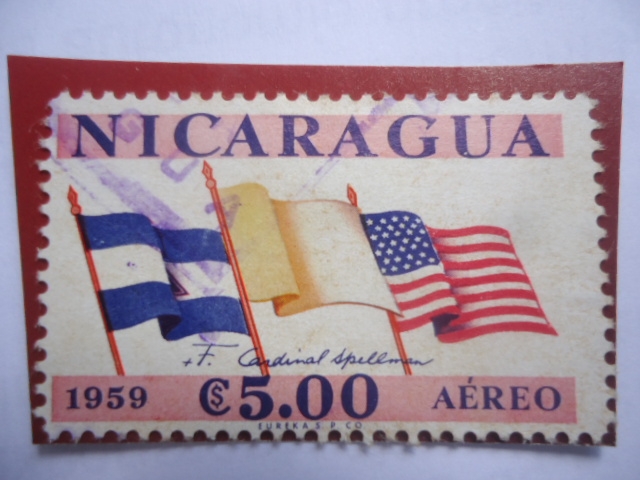 NICARAGUA
+F. Cardinal Spellman
1959 ₡$5.00 AÉREO
EUREKA S. P. CO.